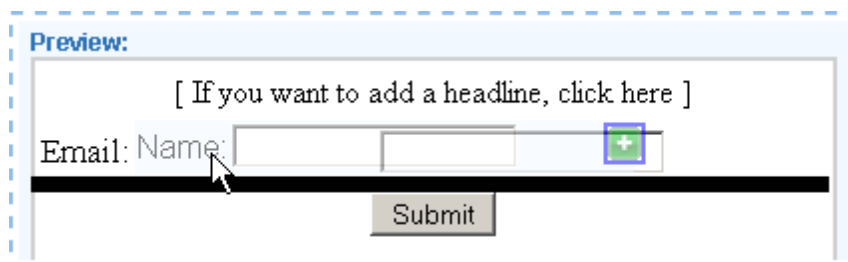 Preview:
[ If you want to add a headline, click here ]
Email: Name:
Submit